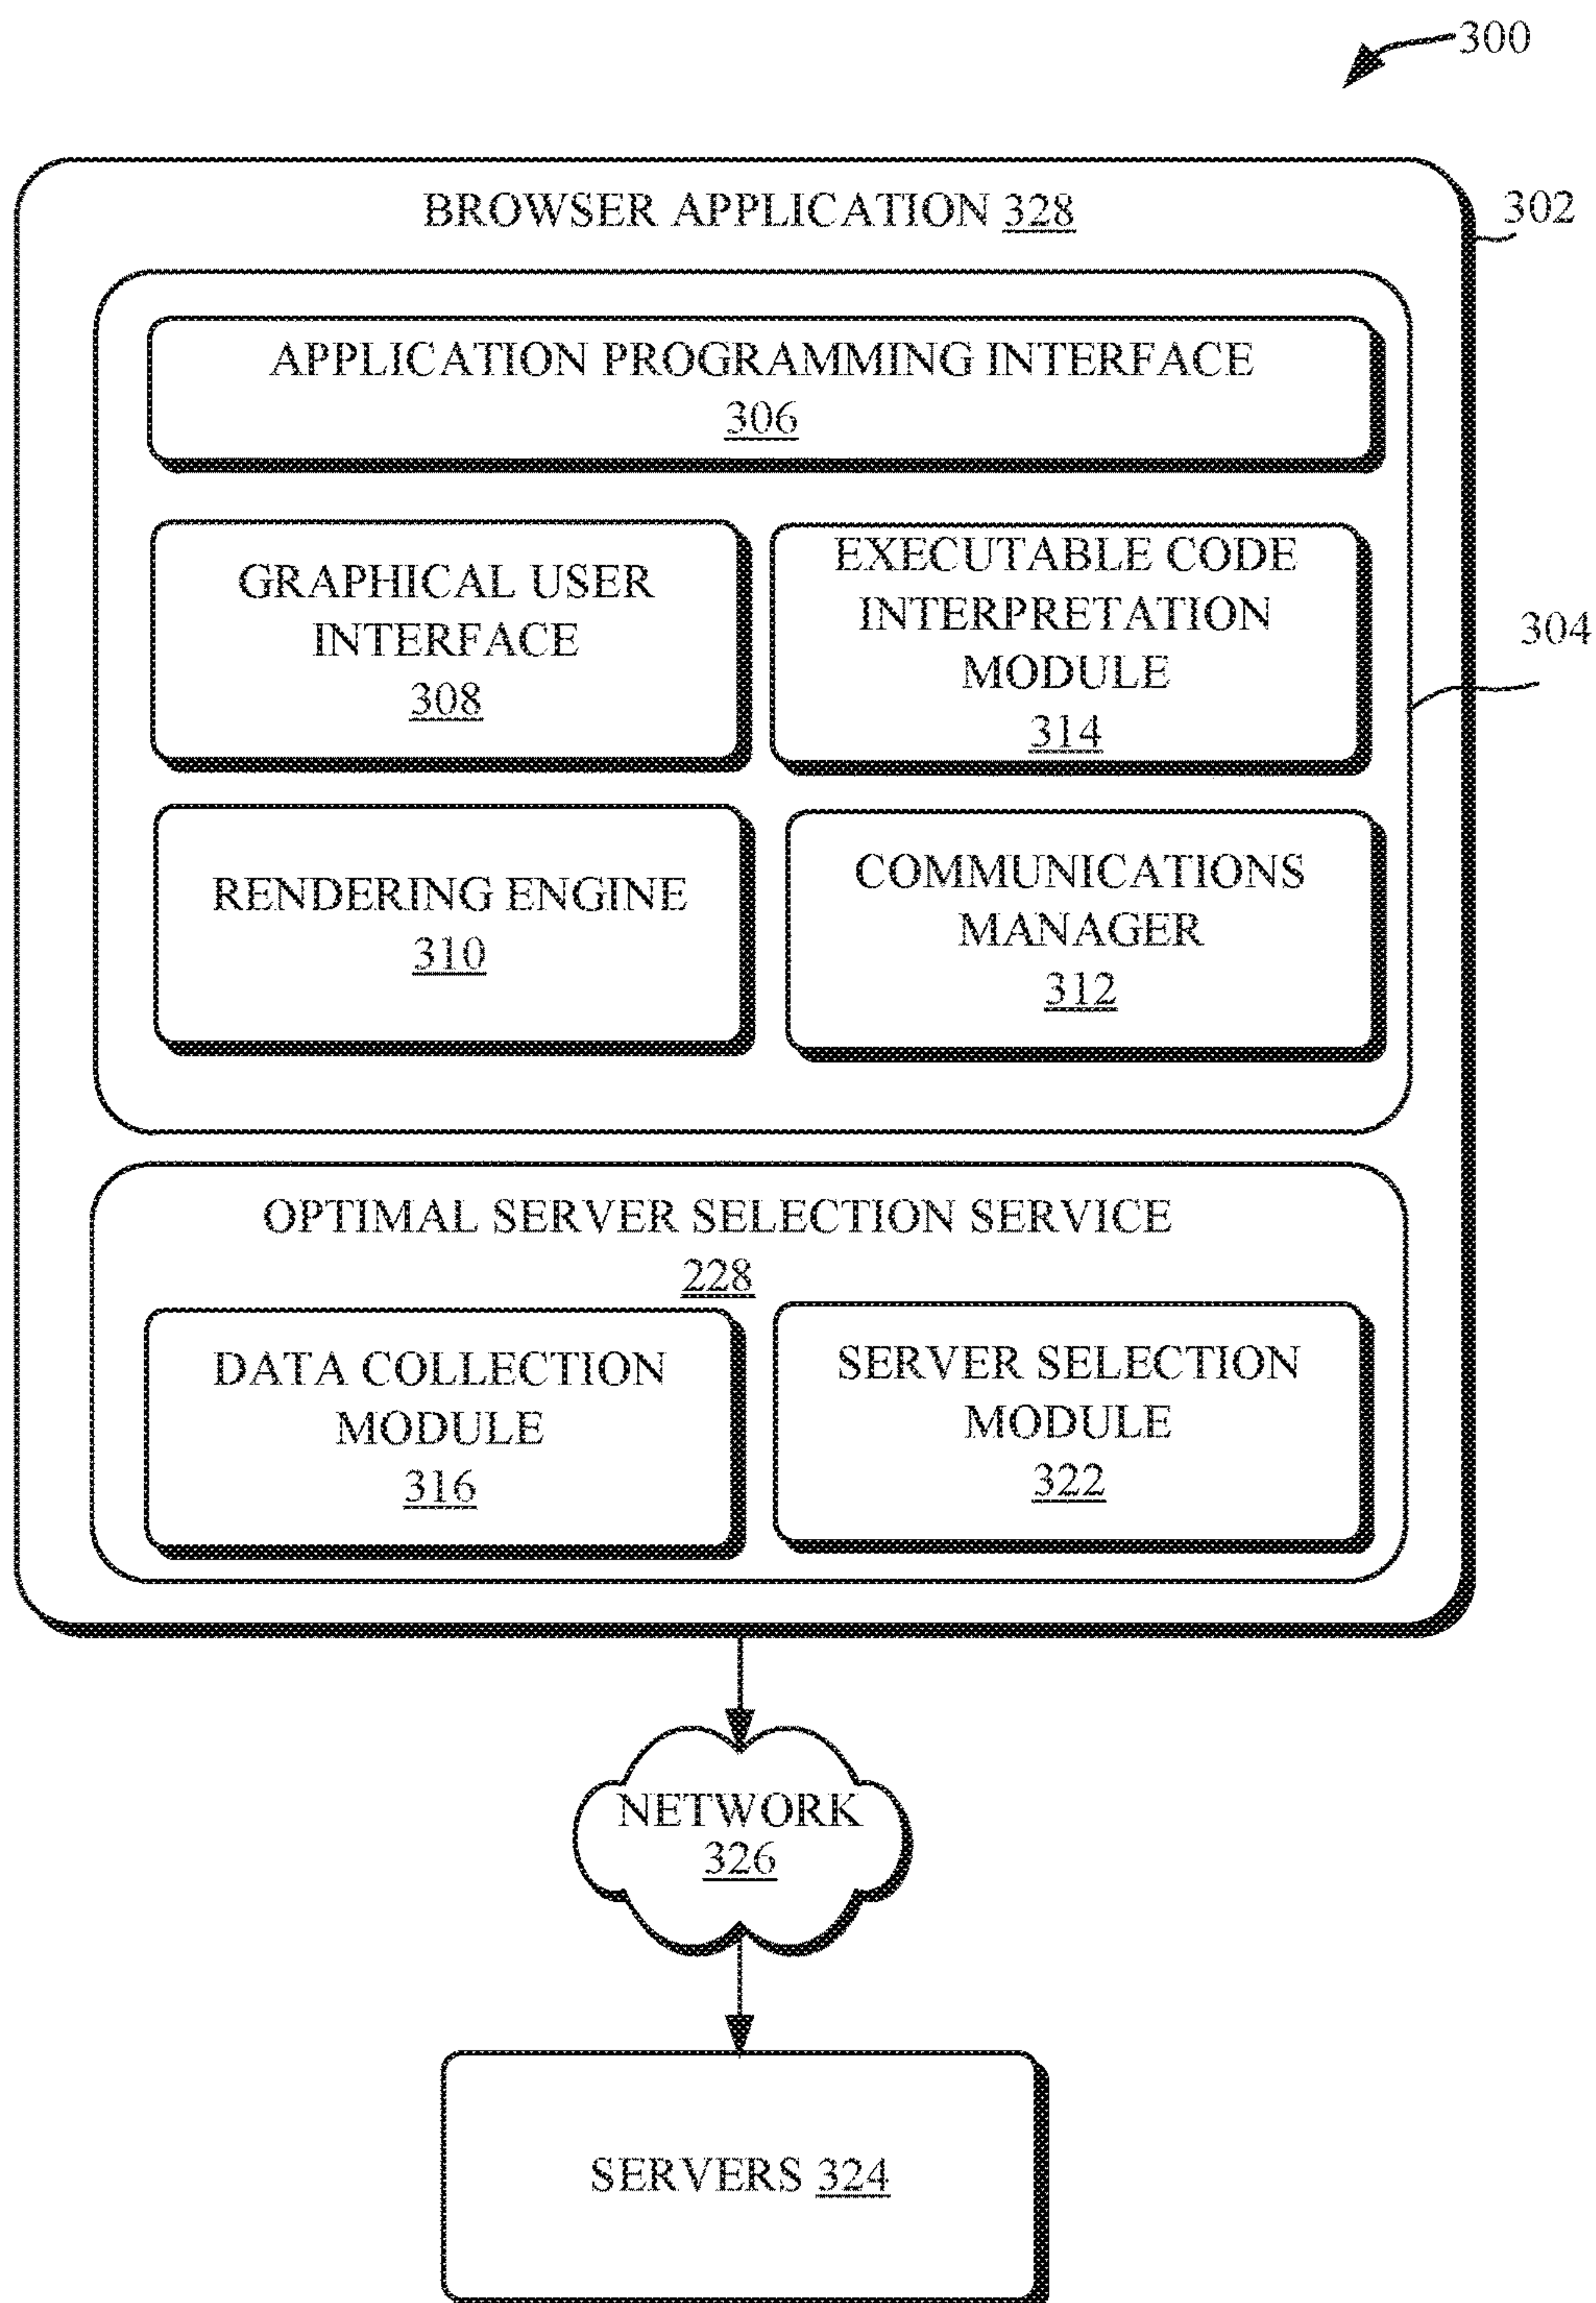 300
BROWSER APPLICATION 328
302
APPLICATION PROGRAMMING INTERFACE
306
GRAPHICAL USER
INTERFACE
308
EXECUTABLE CODE
INTERPRETATION
MODULE
314
304
RENDERING ENGINE
310
COMMUNICATIONS
MANAGER
312
OPTIMAL SERVER SELECTION SERVICE
228
DATA COLLECTION
MODULE
316
SERVER SELECTION
MODULE
322
NETWORK
326
SERVERS 324